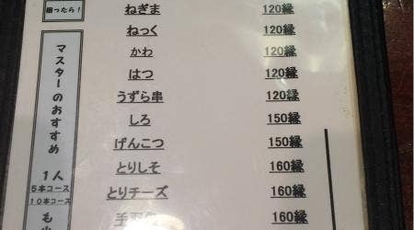 揃ったら!
ねぎま 120縁
ねっく 120縁
かわ 120縁
はつ 120縁
うずら串 120縁
しろ 150縁
げんこつ 150縁
とりしそ 160縁
とりチーズ 160縁
160縁
マスターのおすすめ
1人
5本コース
10本コース
も